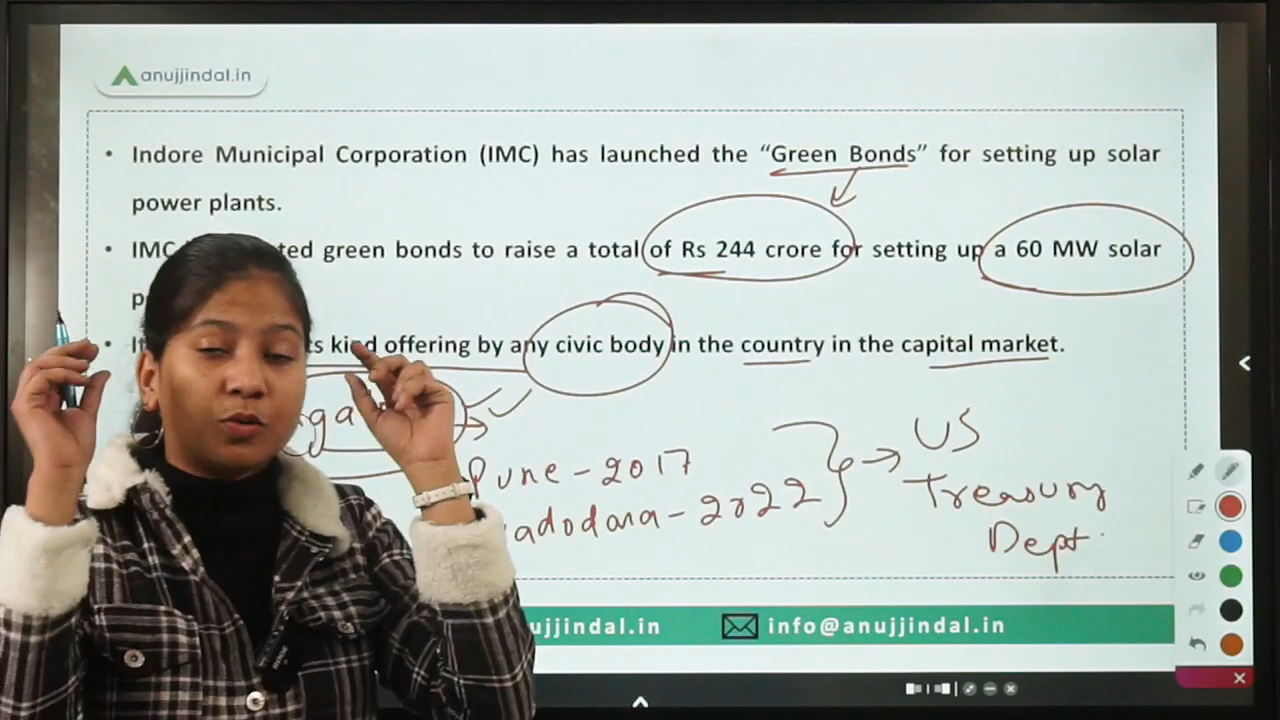 anujjindal.in
• Indore Municipal Corporation (IMC) has launched the “Green Bonds” for setting up solar
power plants.
• IMC green bonds to raise a total of Rs 244 crore for setting up a 60 MW solar
• kind offering by any civic body in the country in the capital market.
Pune - 2017
adodara - 2022
US
Treasury
Dept.
ujjindal.in
info@anujjindal.in